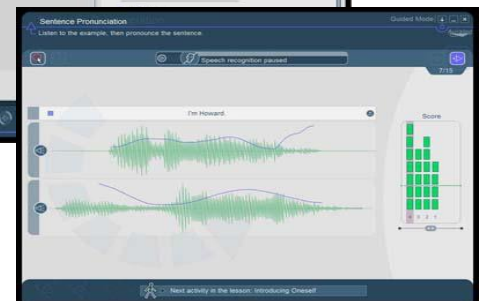 Sentence Pronunciation
Guided Mode
Listen to the example, then pronounce the sentence.
Speech recognition paused
7/15
I'm Howard.
Score
Next activity in the lesson: Introducing Oneself